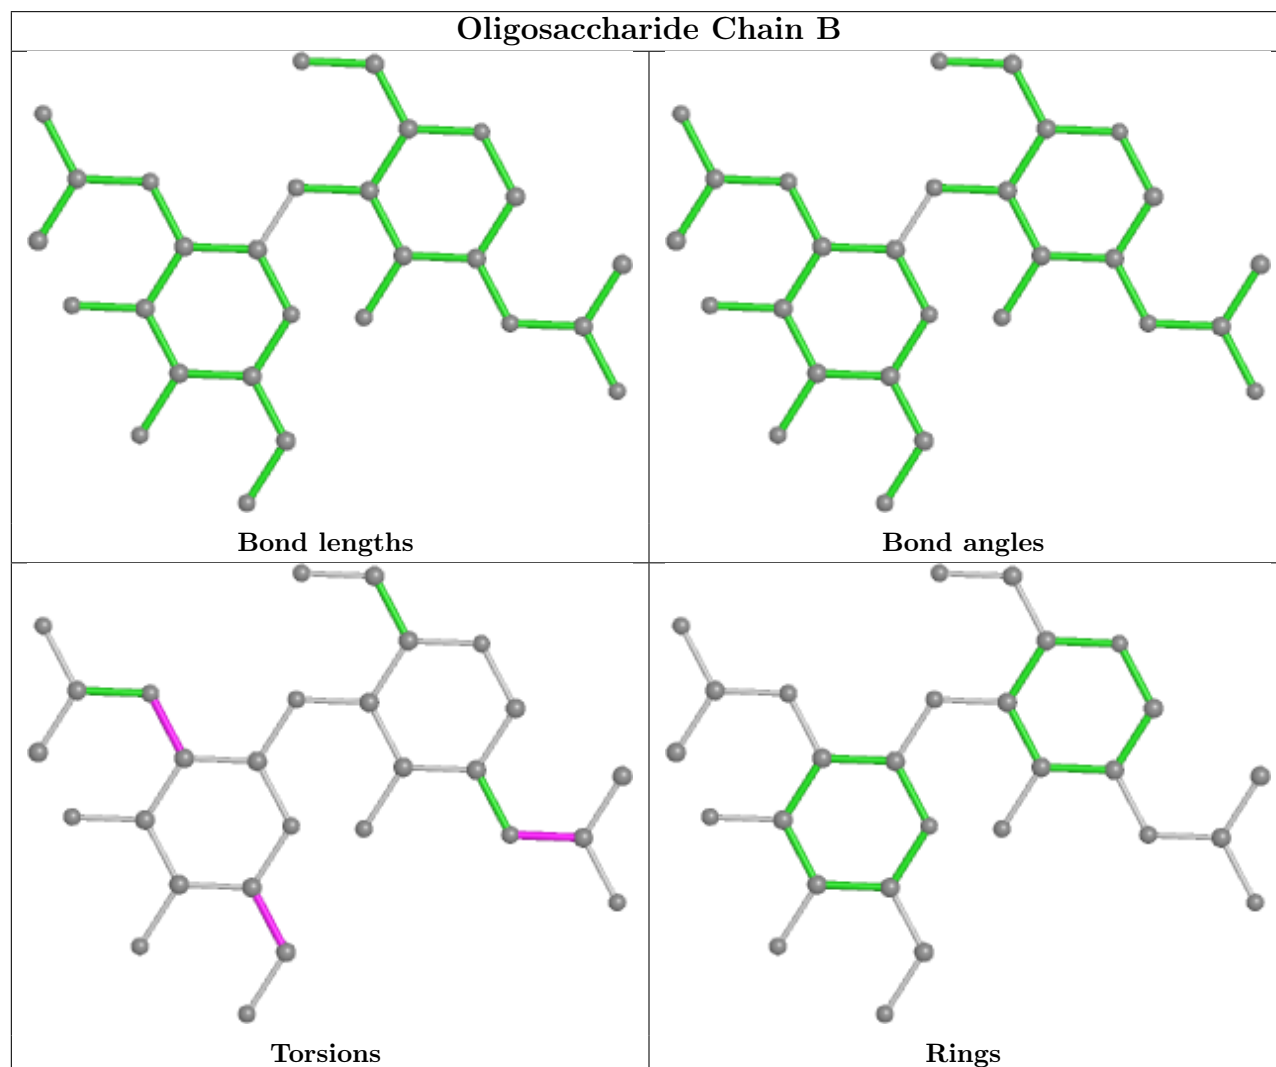 Oligosaccharide Chain B
Bond lengths
Bond angles
Torsions
Rings